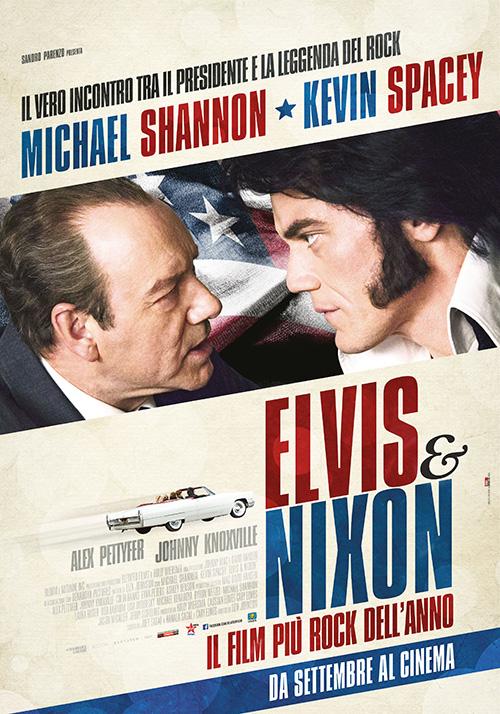 SANDRO PARENZO PRESENTA
IL VERO INCONTRO TRA IL PRESIDENTE E LA LEGGENDA DEL ROCK
MICHAEL SHANNON ★ KEVIN SPACEY
ELVIS &
NIXON
ALEX PETTYFER JOHNNY KNOXVILLE
IL FILM PIÙ ROCK DELL'ANNO
DA SETTEMBRE AL CINEMA